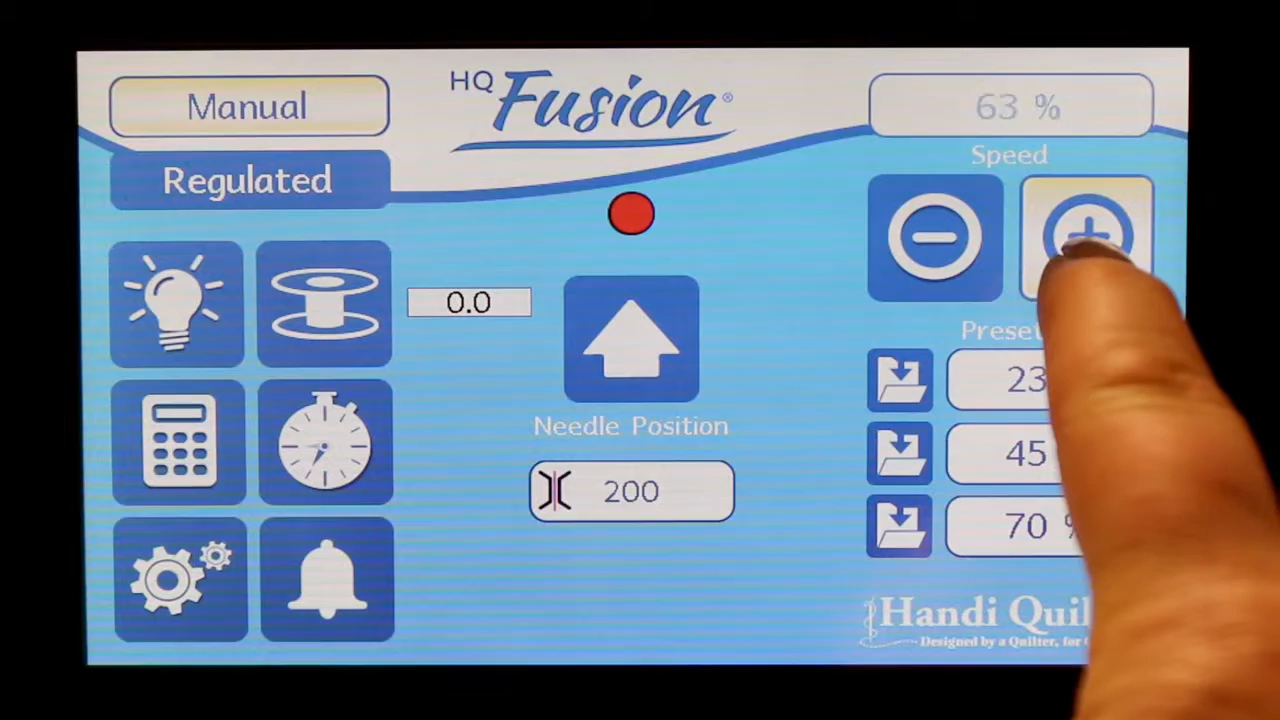 Manual
HQ Fusion®
63 %
Regulated
Speed
0.0
Preset
23
Needle Position
45
200
70 %
Handi
Designed by a Quilter, for